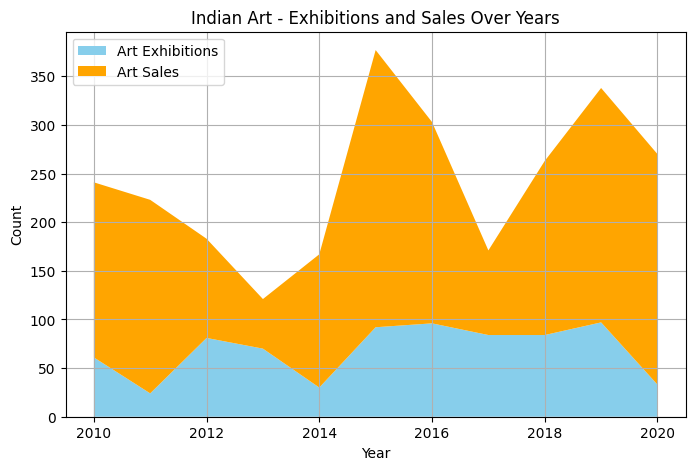 Indian Art - Exhibitions and Sales Over Years
Art Exhibitions
Art Sales
350
300
250
200
150
100
50
0
Count
2010 2012 2014 2016 2018 2020
Year